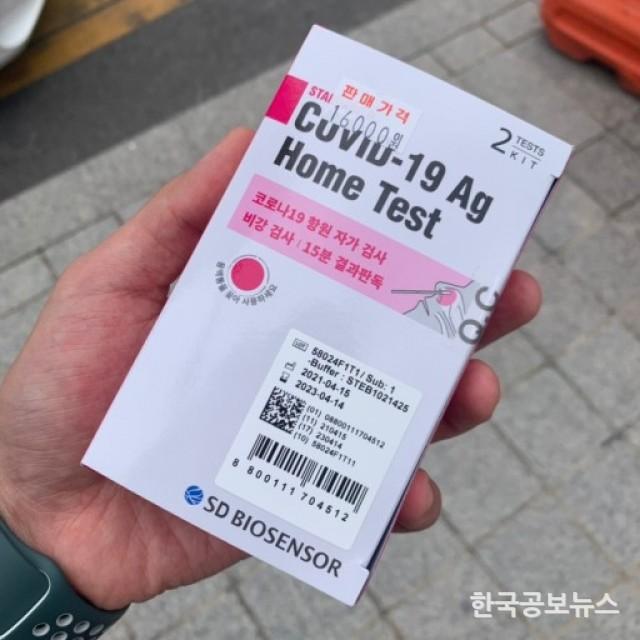 STAN
판매가격
16000원
COVID-19 Ag
Home Test
2 TESTS
KIT
코로나19 항원 자가 검사
비강 검사 | 15분 결과판독
QC
58024F1T1 / Sub: 1
-Buffer : STEB1021425
2021-04-15
2023-04-14
(01) 08800111704512
(11) 210415
(17) 230414
(10) 58024F1T11
8 800111 704512
SD BIOSENSOR
한국공보뉴스